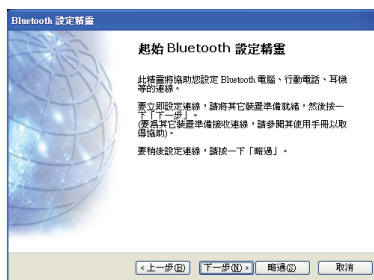 Bluetooth 設定精靈
起始 Bluetooth 設定精靈
此精靈將協助您設定 Bluetooth 電腦、行動電話、耳機
等的連線。
要立即設定連線，請將其它裝置準備就緒，然後按一
下「下一步」。
(要為其它裝置準備接收連線，請參閱其使用手冊以取
得協助)。
要稍後設定連線，請按一下「略過」。
< 上一步(B)
下一步(N) >
略過(S)
取消